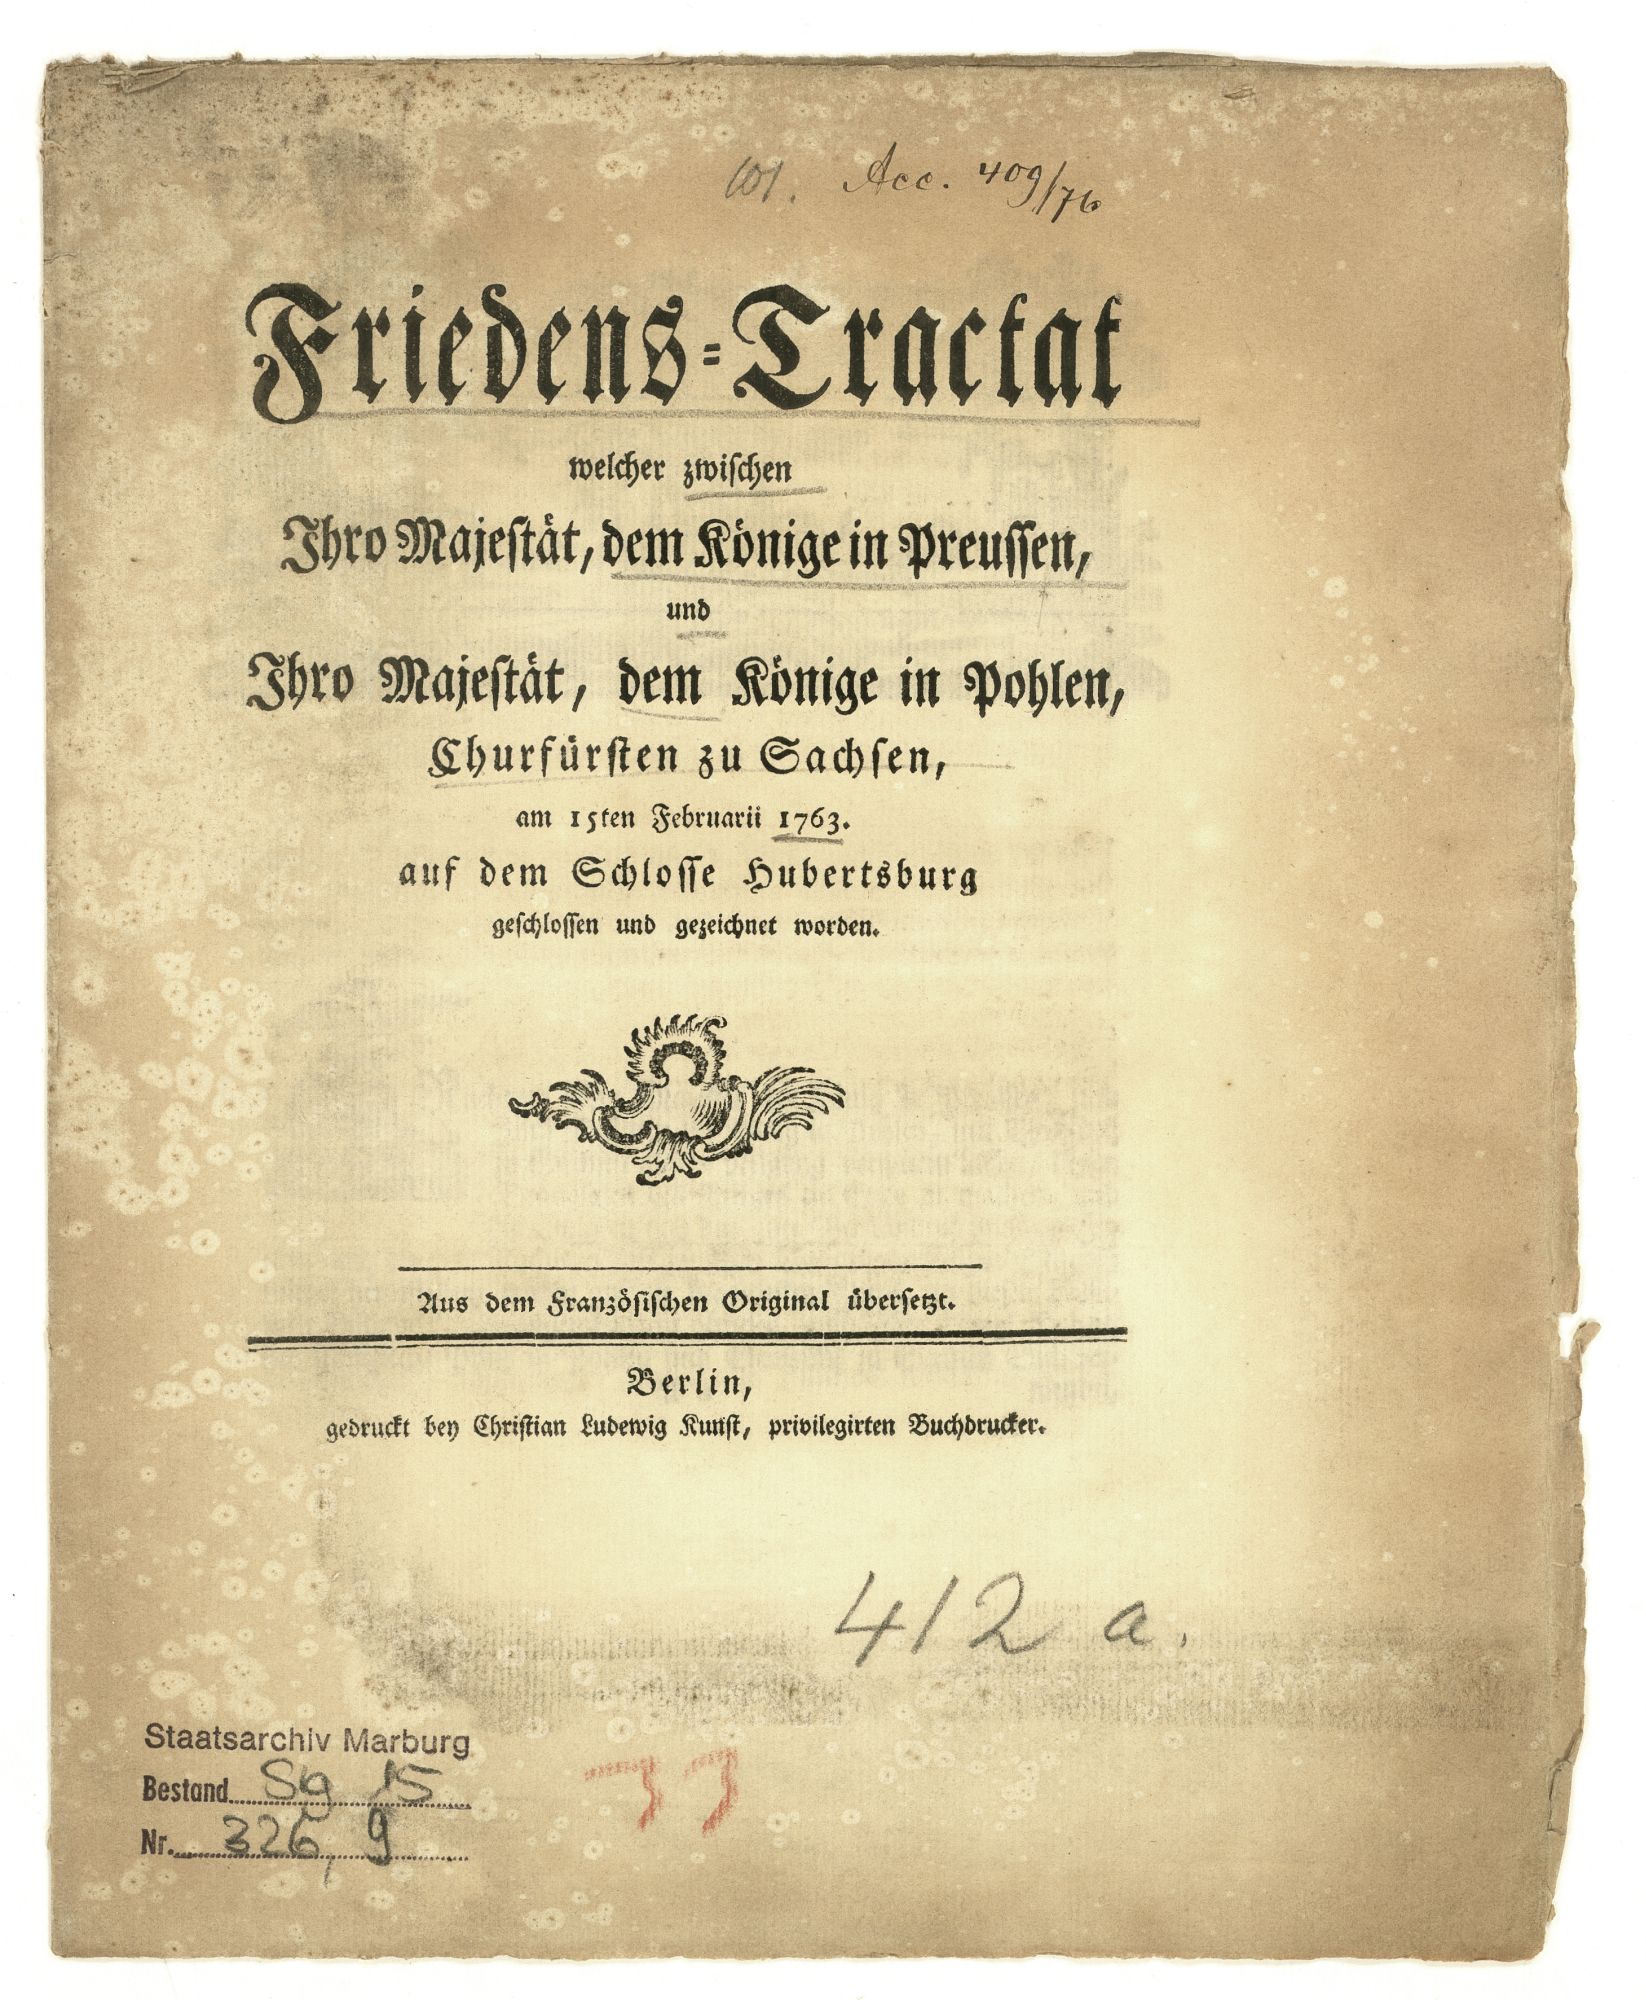 101. Acc. 409/76
Friedens-Tractat
welcher zwischen
Ihro Majestät, dem Könige in Preussen,
und
Ihro Majestät, dem Könige in Pohlen,
Churfürsten zu Sachsen,
am 15ten Februarii 1763.
auf dem Schlosse Hubertsburg
geschlossen und gezeichnet worden.
Aus dem Französischen Original übersetzt.
Berlin,
gedruckt bey Christian Ludewig Kunst, privilegirten Buchdrucker.
412 a.
Staatsarchiv Marburg
Bestand Sg 15
Nr. 326, 9